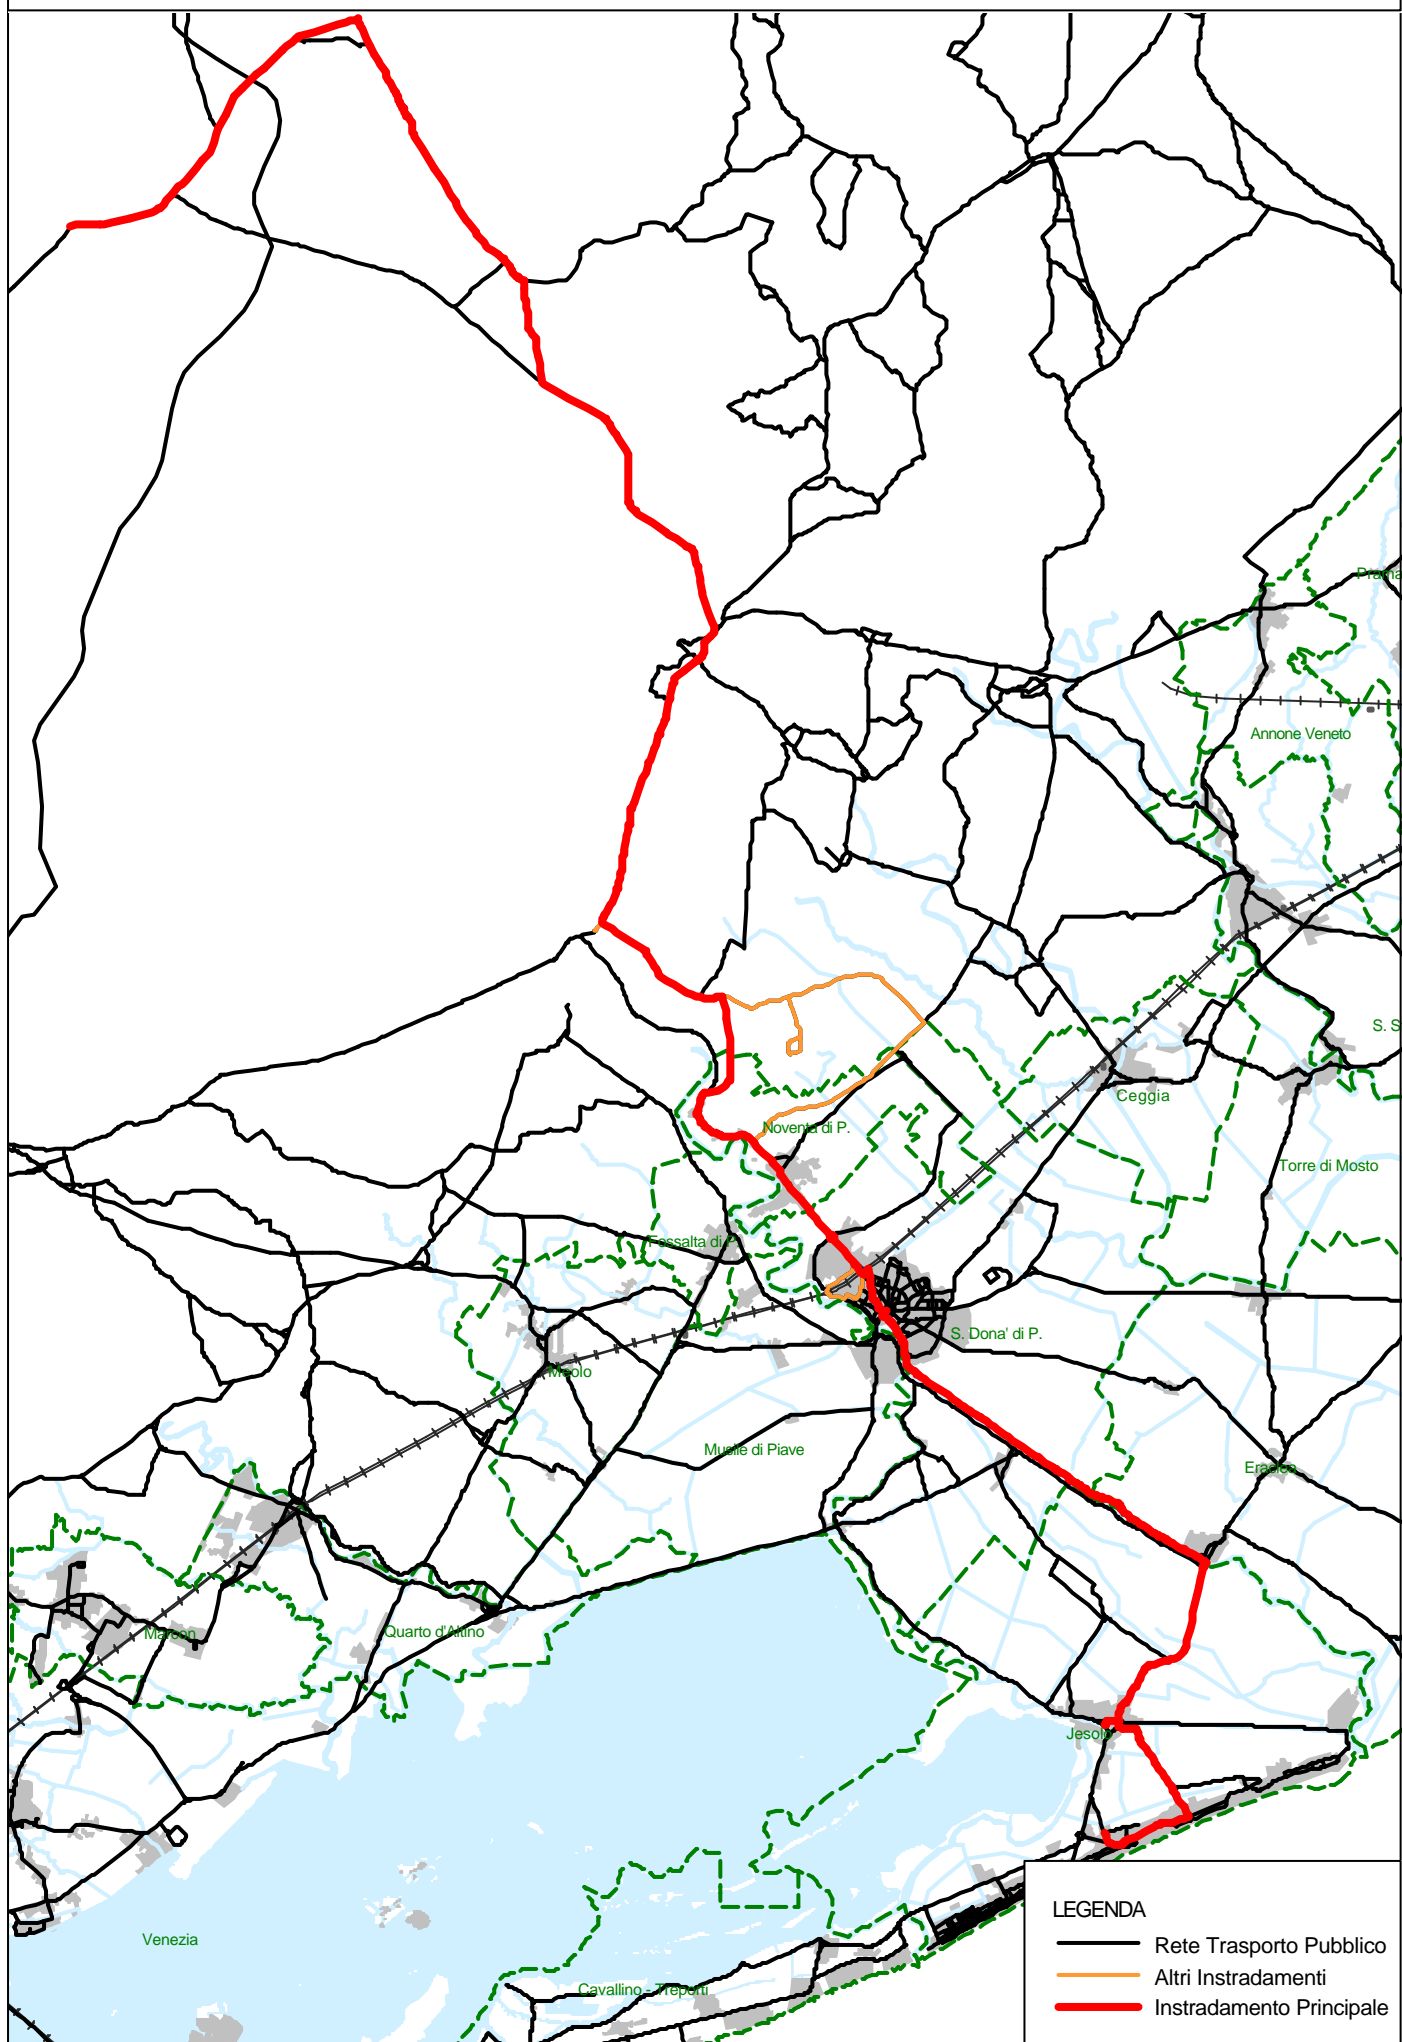 Annone Veneto
Ceggia
Noventa di P.
Torre di Mosto
Fossalta di P.
S. Dona' di P.
Meolo
Musile di Piave
Eraclea
Marcon
Quarto d'Altino
Jesolo
Venezia
Cavallino - Treporti
LEGENDA
Rete Trasporto Pubblico
Altri Instradamenti
Instradamento Principale